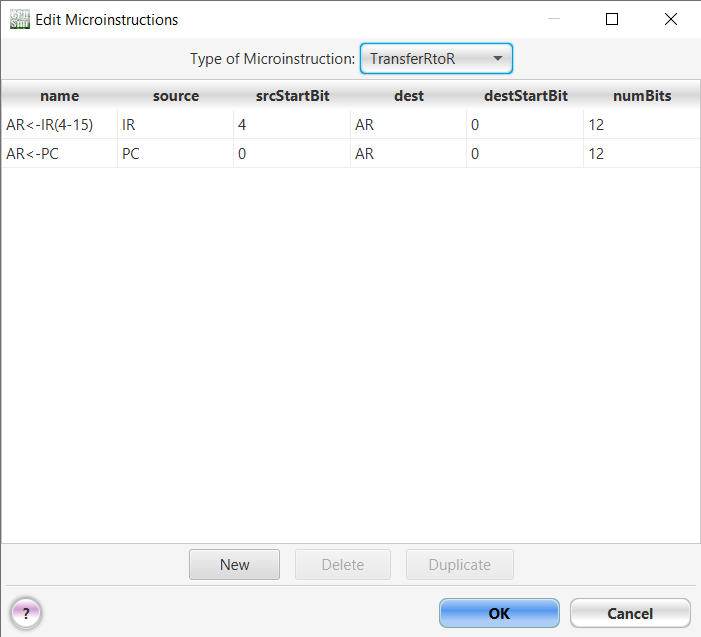 Edit Microinstructions
Type of Microinstruction: TransferRtoR
name source srcStartBit dest destStartBit numBits
AR<-IR(4-15) IR 4 AR 0 12
AR<-PC PC 0 AR 0 12
New Delete Duplicate
? OK Cancel